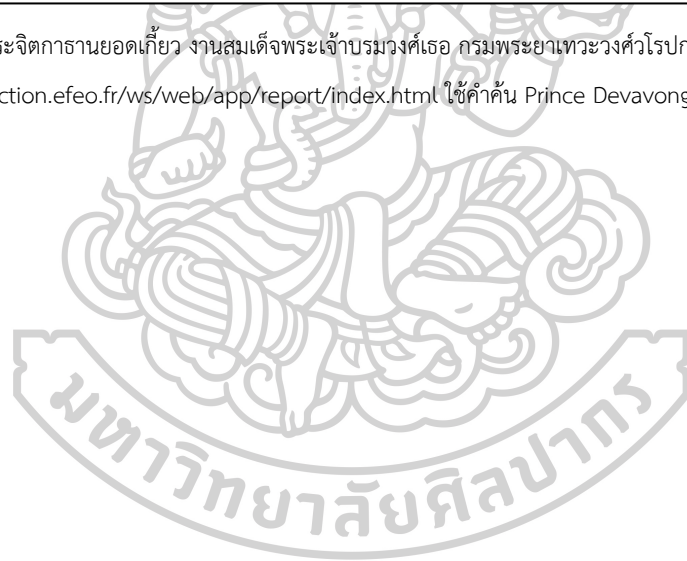 ระจิตกาธานยอดเกี้ยว งานสมเด็จพระเจ้าบรมวงศ์เธอ กรมพระยาเทวะวงศ์วโรปก
ction.efeo.fr/ws/web/app/report/index.html ใช้คำค้น Prince Devavong
มหาวิทยาลัยศิลปากร